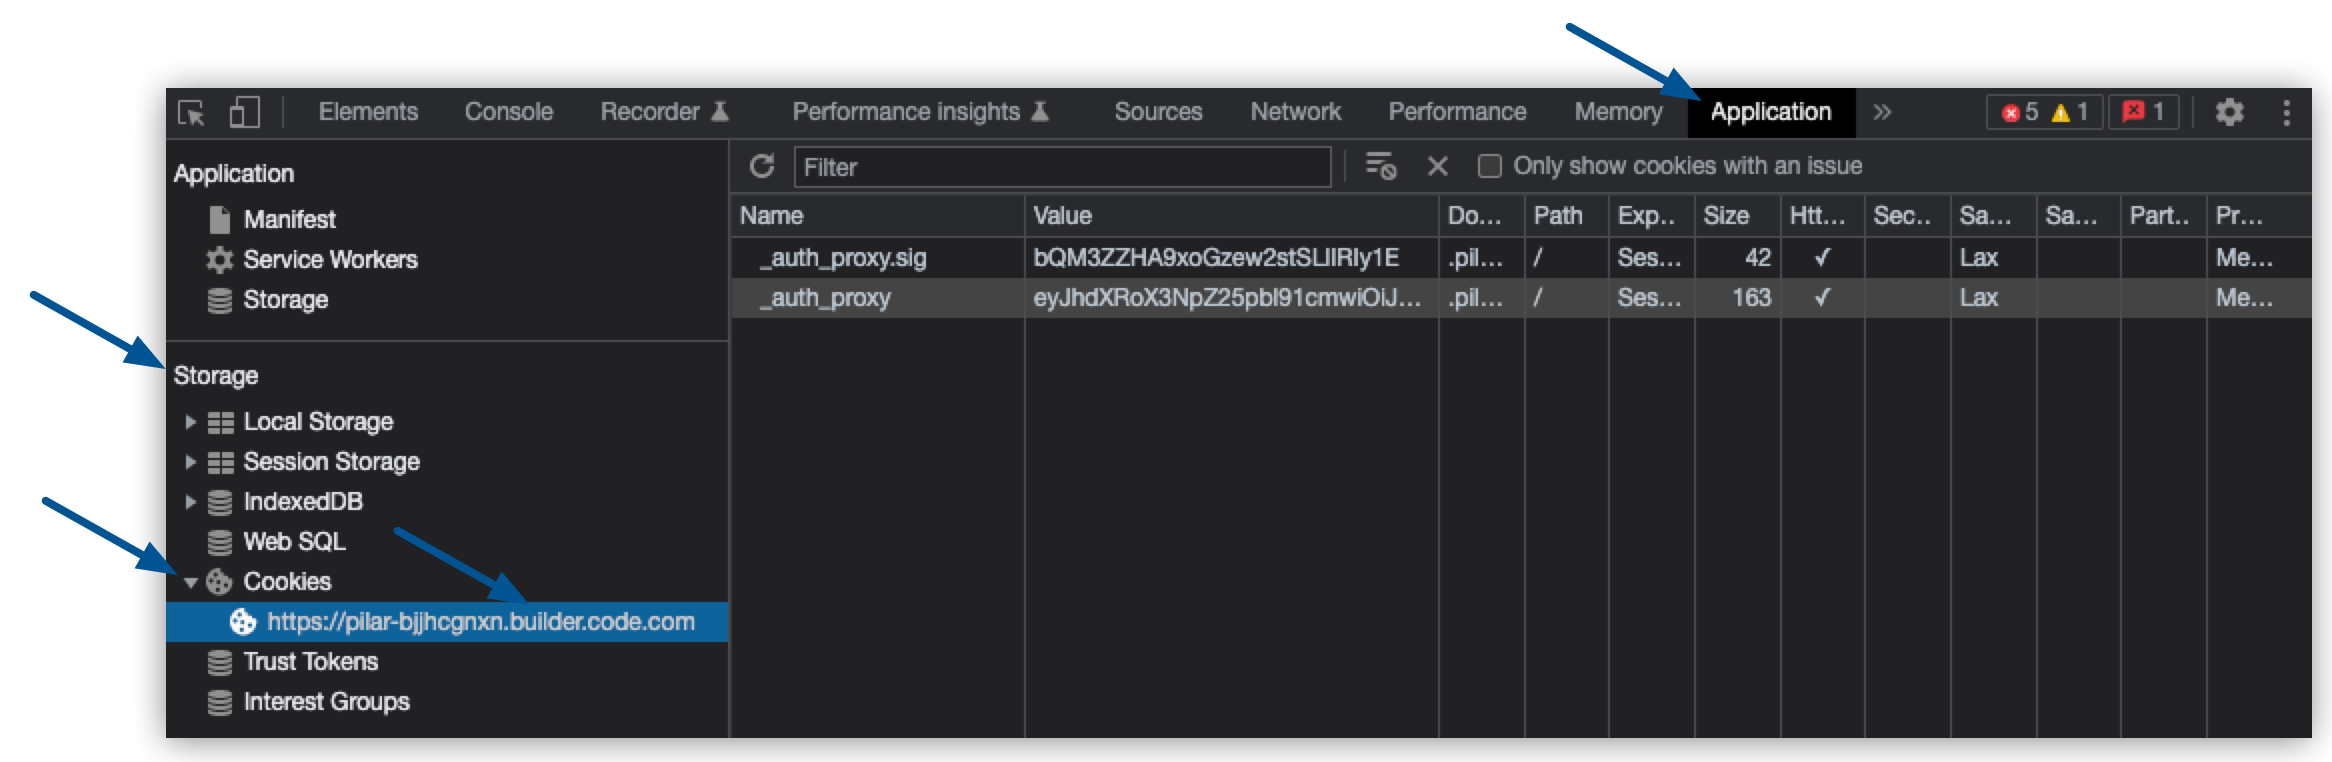 Elements Console Recorder Performance insights Sources Network Performance Memory Application » 5 1 1
Application
Manifest
Service Workers
Storage
Storage
Local Storage
Session Storage
IndexedDB
Web SQL
Cookies
https://pilar-bjjhcgnxn.builder.code.com
Trust Tokens
Interest Groups
Filter Only show cookies with an issue
Name Value Do... Path Exp.. Size Htt... Sec.. Sa... Sa... Part.. Pr...
_auth_proxy.sig .pil... / Ses... 42 ✓ Lax Me...
_auth_proxy .pil... / Ses... 163 ✓ Lax Me...